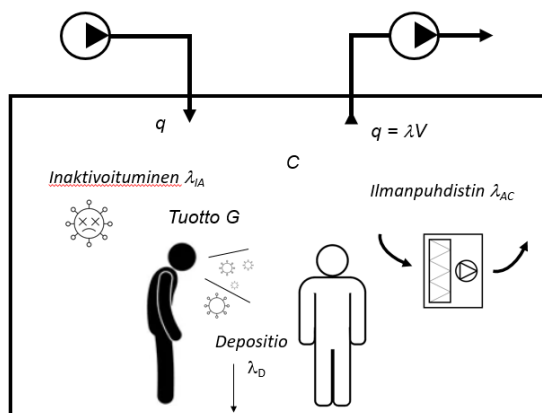 q
q = λV
C
Inaktivoituminen λIA
Ilmanpuhdistin λAC
Tuotto G
Depositio
λD